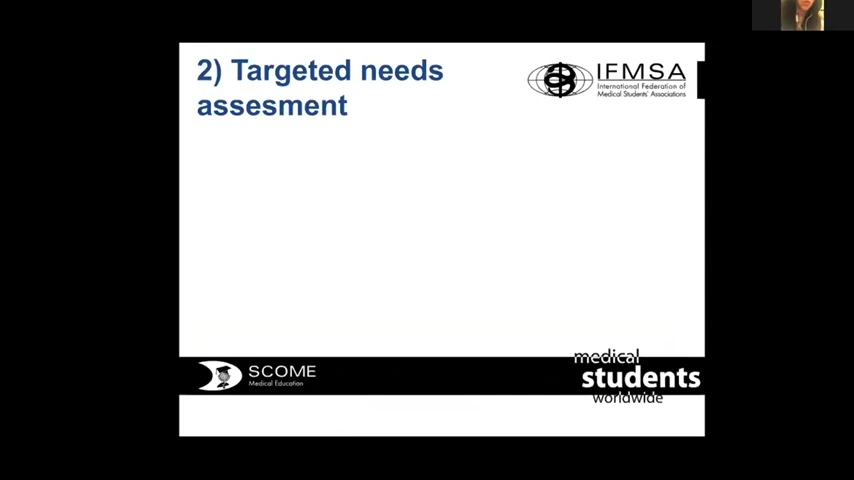 2) Targeted needs
assesment
IFMSA
International Federation of
Medical Students' Associations
SCOME
Medical Education
medical
students
worldwide